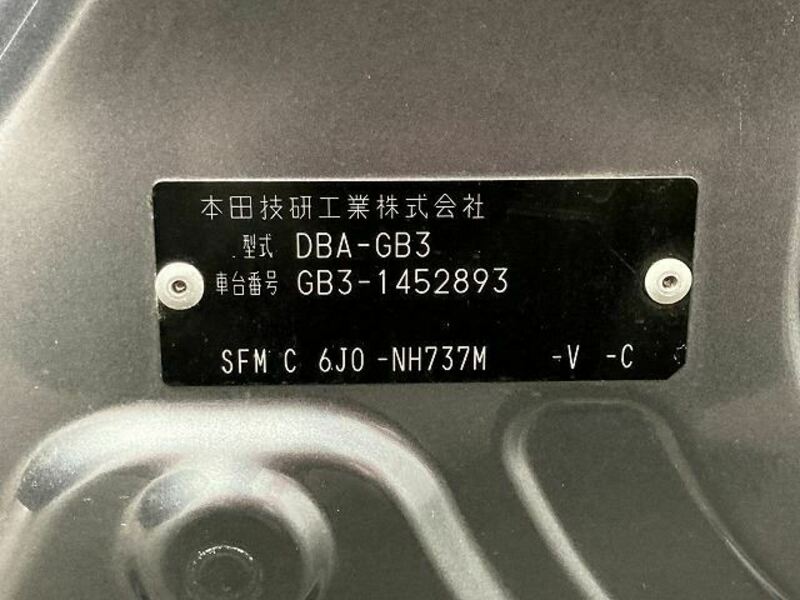 本田技研工業株式会社
型式 DBA-GB3
車台番号 GB3-1452893
SFM C 6J0 -NH737M -V -C